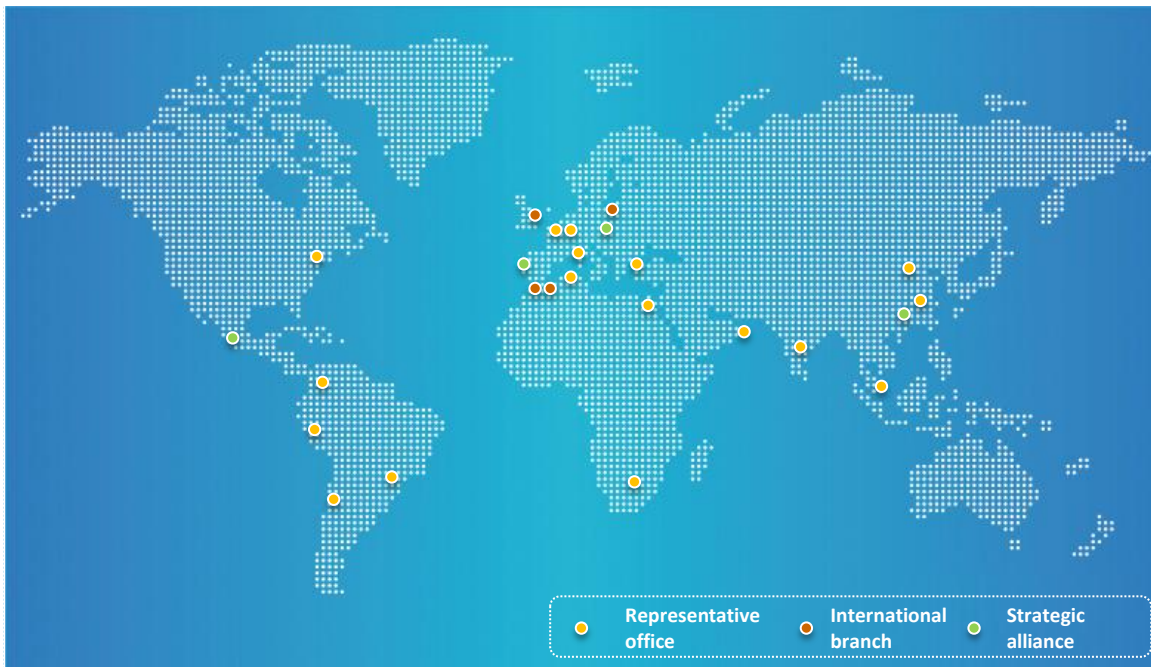 Representative
office
International
branch
Strategic
alliance